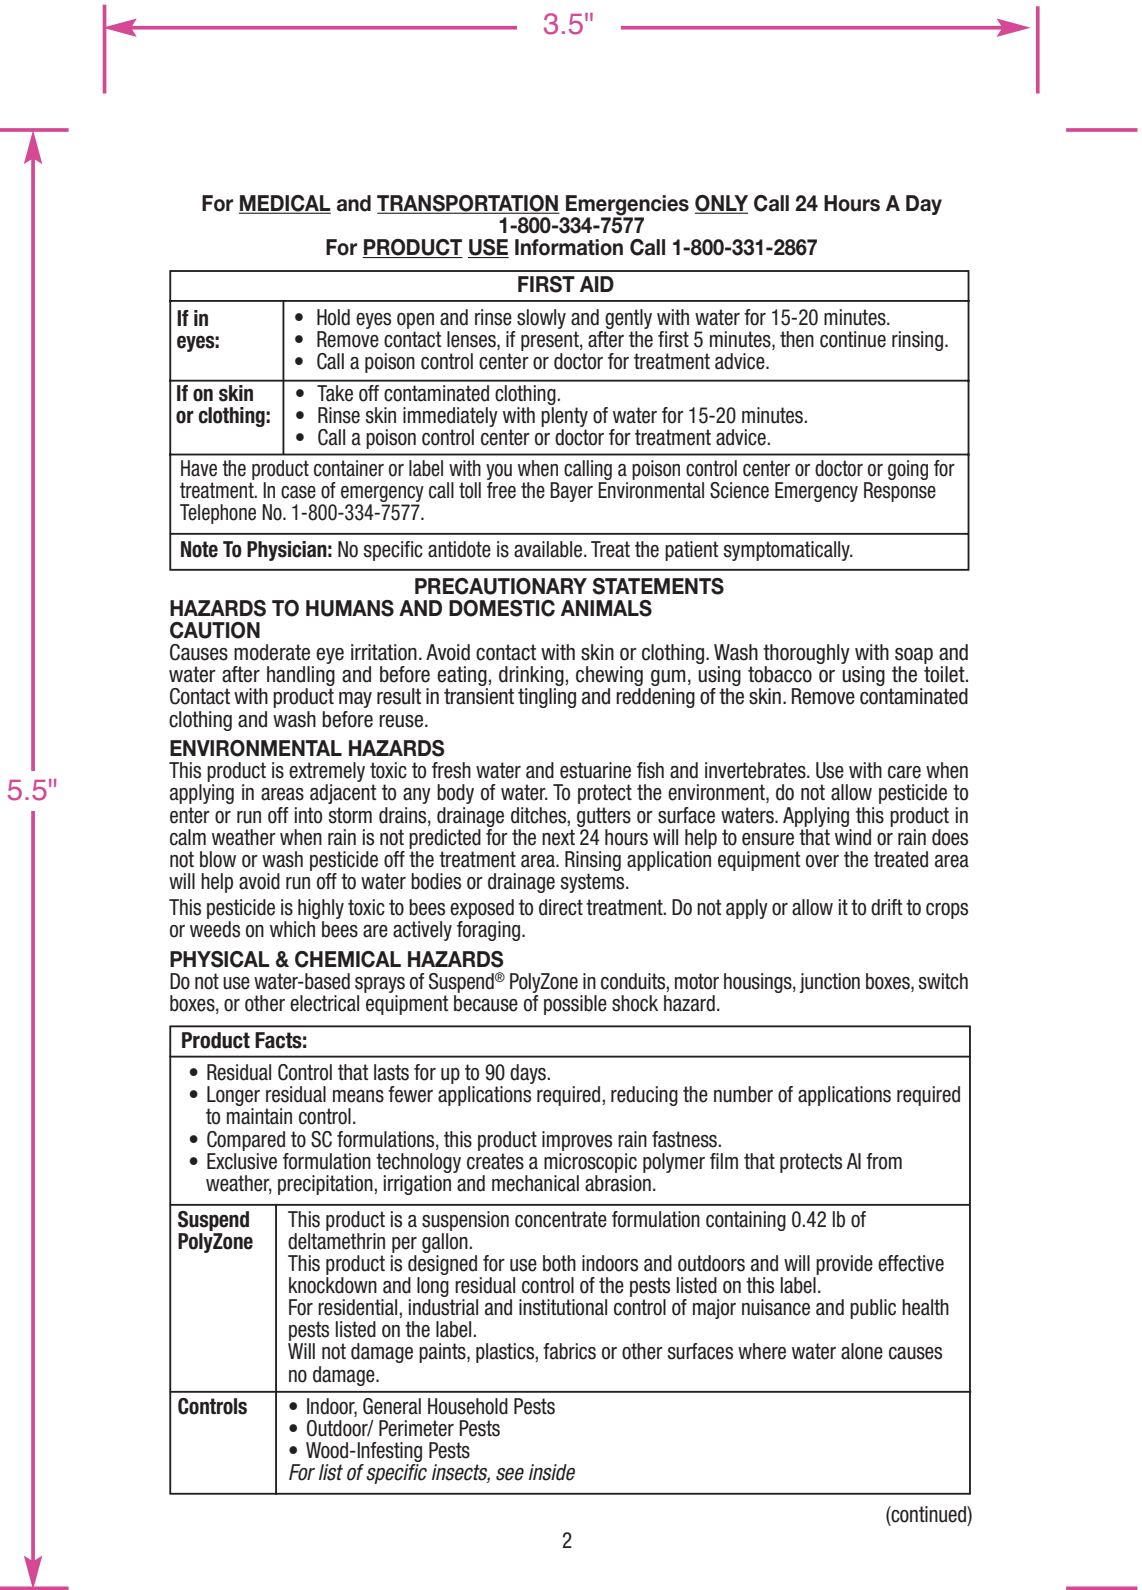 3.5"
5.5"
For MEDICAL and TRANSPORTATION Emergencies ONLY Call 24 Hours A Day
1-800-334-7577
For PRODUCT USE Information Call 1-800-331-2867
FIRST AID
If in
eyes:
• Hold eyes open and rinse slowly and gently with water for 15-20 minutes.
• Remove contact lenses, if present, after the first 5 minutes, then continue rinsing.
• Call a poison control center or doctor for treatment advice.
If on skin
or clothing:
• Take off contaminated clothing.
• Rinse skin immediately with plenty of water for 15-20 minutes.
• Call a poison control center or doctor for treatment advice.
Have the product container or label with you when calling a poison control center or doctor or going for
treatment. In case of emergency call toll free the Bayer Environmental Science Emergency Response
Telephone No. 1-800-334-7577.
Note To Physician: No specific antidote is available. Treat the patient symptomatically.
PRECAUTIONARY STATEMENTS
HAZARDS TO HUMANS AND DOMESTIC ANIMALS
CAUTION
Causes moderate eye irritation. Avoid contact with skin or clothing. Wash thoroughly with soap and
water after handling and before eating, drinking, chewing gum, using tobacco or using the toilet.
Contact with product may result in transient tingling and reddening of the skin. Remove contaminated
clothing and wash before reuse.
ENVIRONMENTAL HAZARDS
This product is extremely toxic to fresh water and estuarine fish and invertebrates. Use with care when
applying in areas adjacent to any body of water. To protect the environment, do not allow pesticide to
enter or run off into storm drains, drainage ditches, gutters or surface waters. Applying this product in
calm weather when rain is not predicted for the next 24 hours will help to ensure that wind or rain does
not blow or wash pesticide off the treatment area. Rinsing application equipment over the treated area
will help avoid run off to water bodies or drainage systems.
This pesticide is highly toxic to bees exposed to direct treatment. Do not apply or allow it to drift to crops
or weeds on which bees are actively foraging.
PHYSICAL & CHEMICAL HAZARDS
Do not use water-based sprays of Suspend® PolyZone in conduits, motor housings, junction boxes, switch
boxes, or other electrical equipment because of possible shock hazard.
Product Facts:
• Residual Control that lasts for up to 90 days.
• Longer residual means fewer applications required, reducing the number of applications required
to maintain control.
• Compared to SC formulations, this product improves rain fastness.
• Exclusive formulation technology creates a microscopic polymer film that protects AI from
weather, precipitation, irrigation and mechanical abrasion.
Suspend
PolyZone
This product is a suspension concentrate formulation containing 0.42 lb of
deltamethrin per gallon.
This product is designed for use both indoors and outdoors and will provide effective
knockdown and long residual control of the pests listed on this label.
For residential, industrial and institutional control of major nuisance and public health
pests listed on the label.
Will not damage paints, plastics, fabrics or other surfaces where water alone causes
no damage.
Controls
• Indoor, General Household Pests
• Outdoor/ Perimeter Pests
• Wood-Infesting Pests
For list of specific insects, see inside
(continued)
2